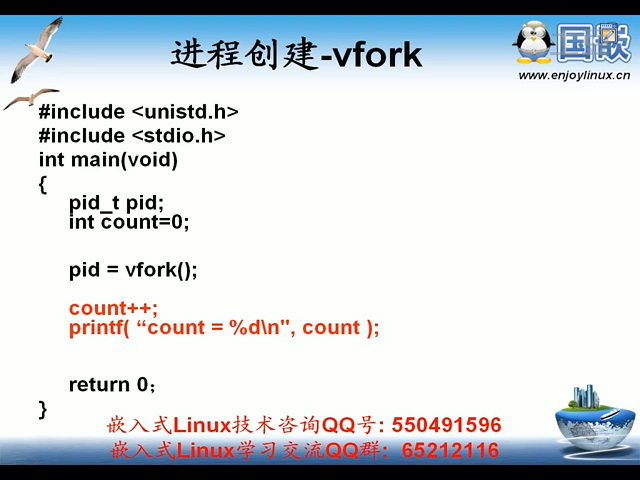 进程创建-vfork
国嵌
www.enjoylinux.cn
#include <unistd.h>
#include <stdio.h>
int main(void)
{
pid_t pid;
int count=0;
pid = vfork();
count++;
printf( “count = %d\n", count );
return 0；
}
嵌入式Linux技术咨询QQ号: 550491596
嵌入式Linux学习交流QQ群: 65212116